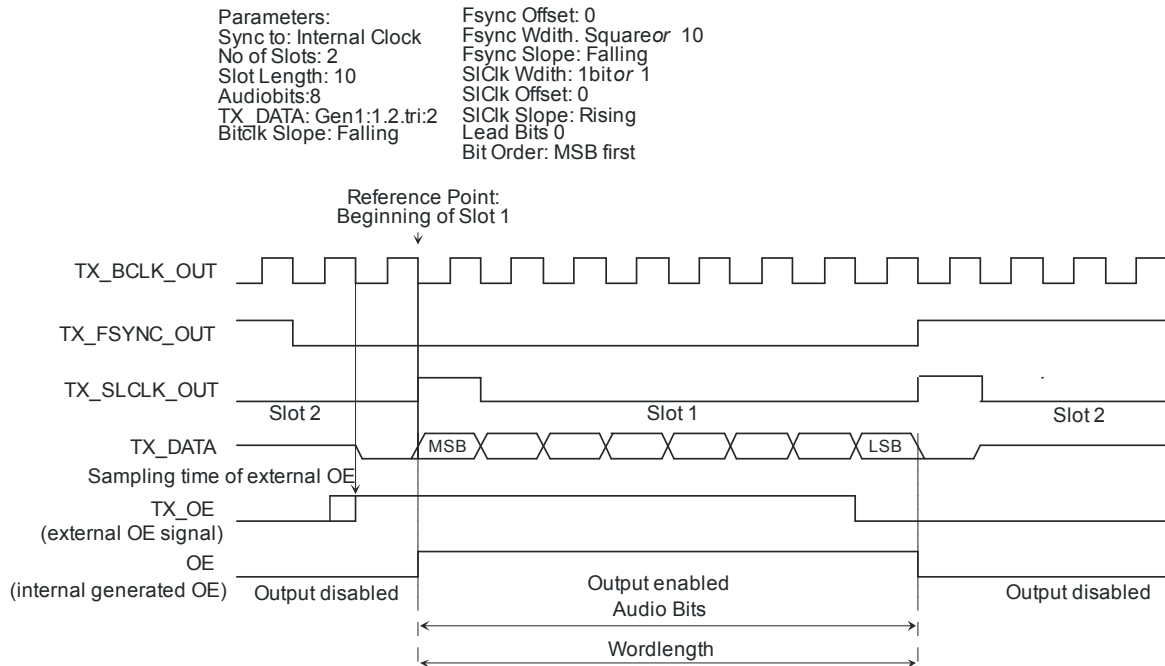 Parameters:
Sync to: Internal Clock
No of Slots: 2
Slot Length: 10
Audiobits:8
TX_DATA: Gen1:1.2.tri:2
Bitclk Slope: Falling
Fsync Offset: 0
Fsync Wdith. Squareor 10
Fsync Slope: Falling
SlClk Wdith: 1bitor 1
SlClk Offset: 0
SlClk Slope: Rising
Lead Bits 0
Bit Order: MSB first
Reference Point:
Beginning of Slot 1
TX_BCLK_OUT
TX_FSYNC_OUT
TX_SLCLK_OUT
Slot 2 Slot 1 Slot 2
TX_DATA MSB LSB
Sampling time of external OE
TX_OE
(external OE signal)
OE
(internal generated OE)
Output disabled Output enabled Output disabled
Audio Bits
Wordlength